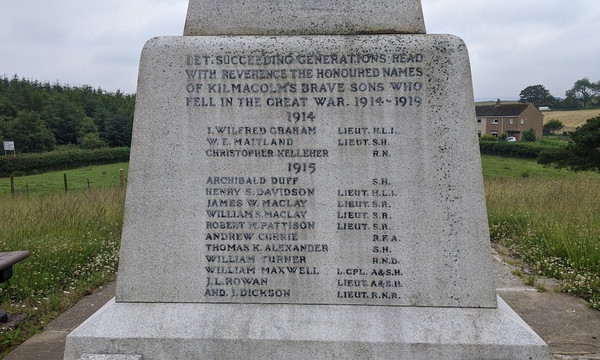 LET SUCCEEDING GENERATIONS READ
WITH REVERENCE THE HONOURED NAMES
OF KILMACOLM'S BRAVE SONS WHO
FELL IN THE GREAT WAR. 1914-1919
1914
J. WILFRED GRAHAM LIEUT. H.L.I.
W. E. MAITLAND LIEUT. S.H.
CHRISTOPHER KELLEHER R.N.
1915
ARCHIBALD DUFF S.H.
HENRY S. DAVIDSON LIEUT. H.L.I.
JAMES W. MACLAY LIEUT. S.R.
WILLIAM S. MACLAY LIEUT. S.R.
ROBERT M. PATTISON LIEUT. S.R.
ANDREW CURRIE R.F.A.
THOMAS K. ALEXANDER S.H.
WILLIAM TURNER R.N.D.
WILLIAM MAXWELL L.CPL. A&S.H.
J. L. ROWAN LIEUT. A&S.H.
AND. J. DICKSON LIEUT. R.N.R.